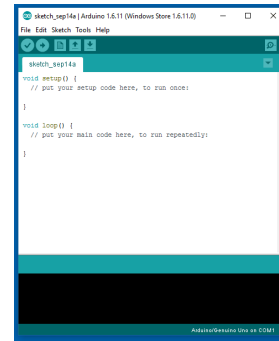 sketch_sep14a | Arduino 1.6.11 (Windows Store 1.6.11.0)
File Edit Sketch Tools Help
sketch_sep14a
void setup() {
// put your setup code here, to run once:
}
void loop() {
// put your main code here, to run repeatedly:
}
Arduino/Genuino Uno on COM1